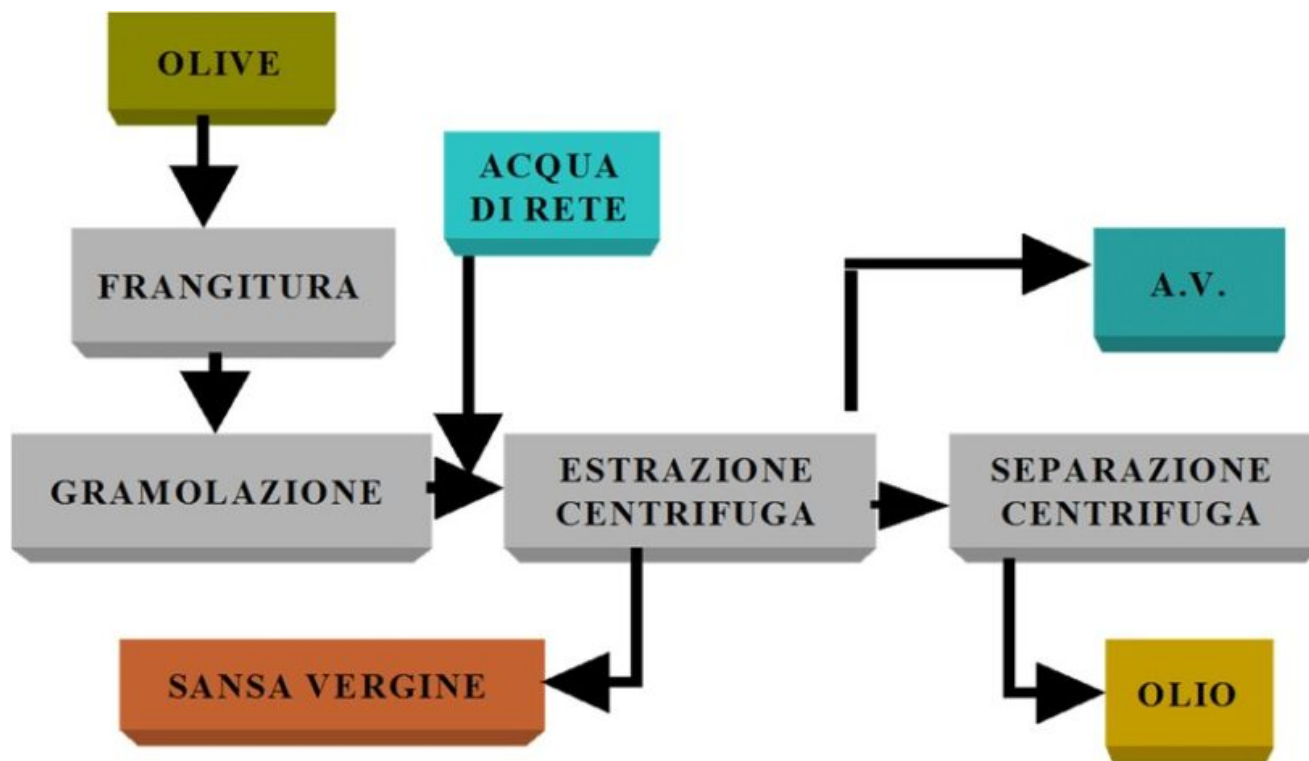 OLIVE
ACQUA
DI RETE
FRANGITURA
A.V.
GRAMOLAZIONE
ESTRAZIONE
CENTRIFUGA
SEPARAZIONE
CENTRIFUGA
SANSA VERGINE
OLIO